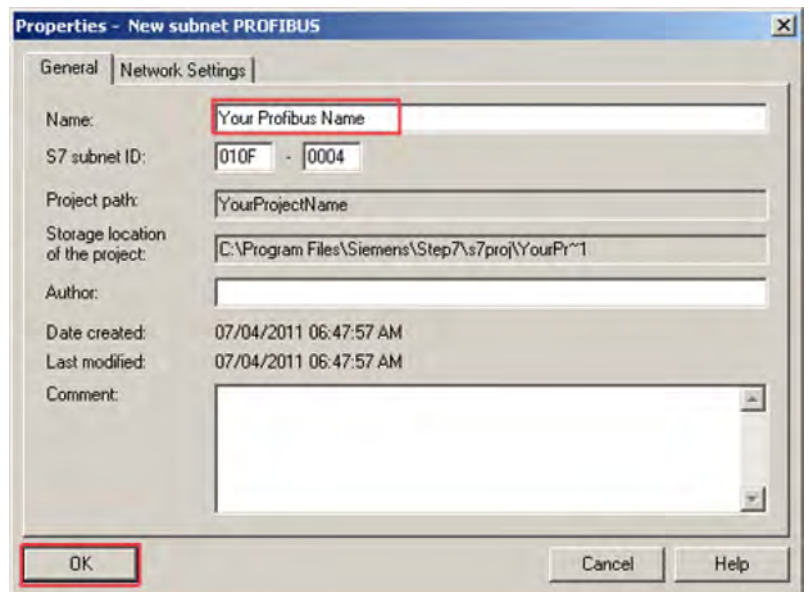 Properties - New subnet PROFIBUS
General Network Settings
Name: Your Profibus Name
S7 subnet ID: 010F - 0004
Project path: YourProjectName
Storage location
of the project: C:\Program Files\Siemens\Step7\s7proj\YourPr~1
Author:
Date created: 07/04/2011 06:47:57 AM
Last modified: 07/04/2011 06:47:57 AM
Comment:
OK Cancel Help